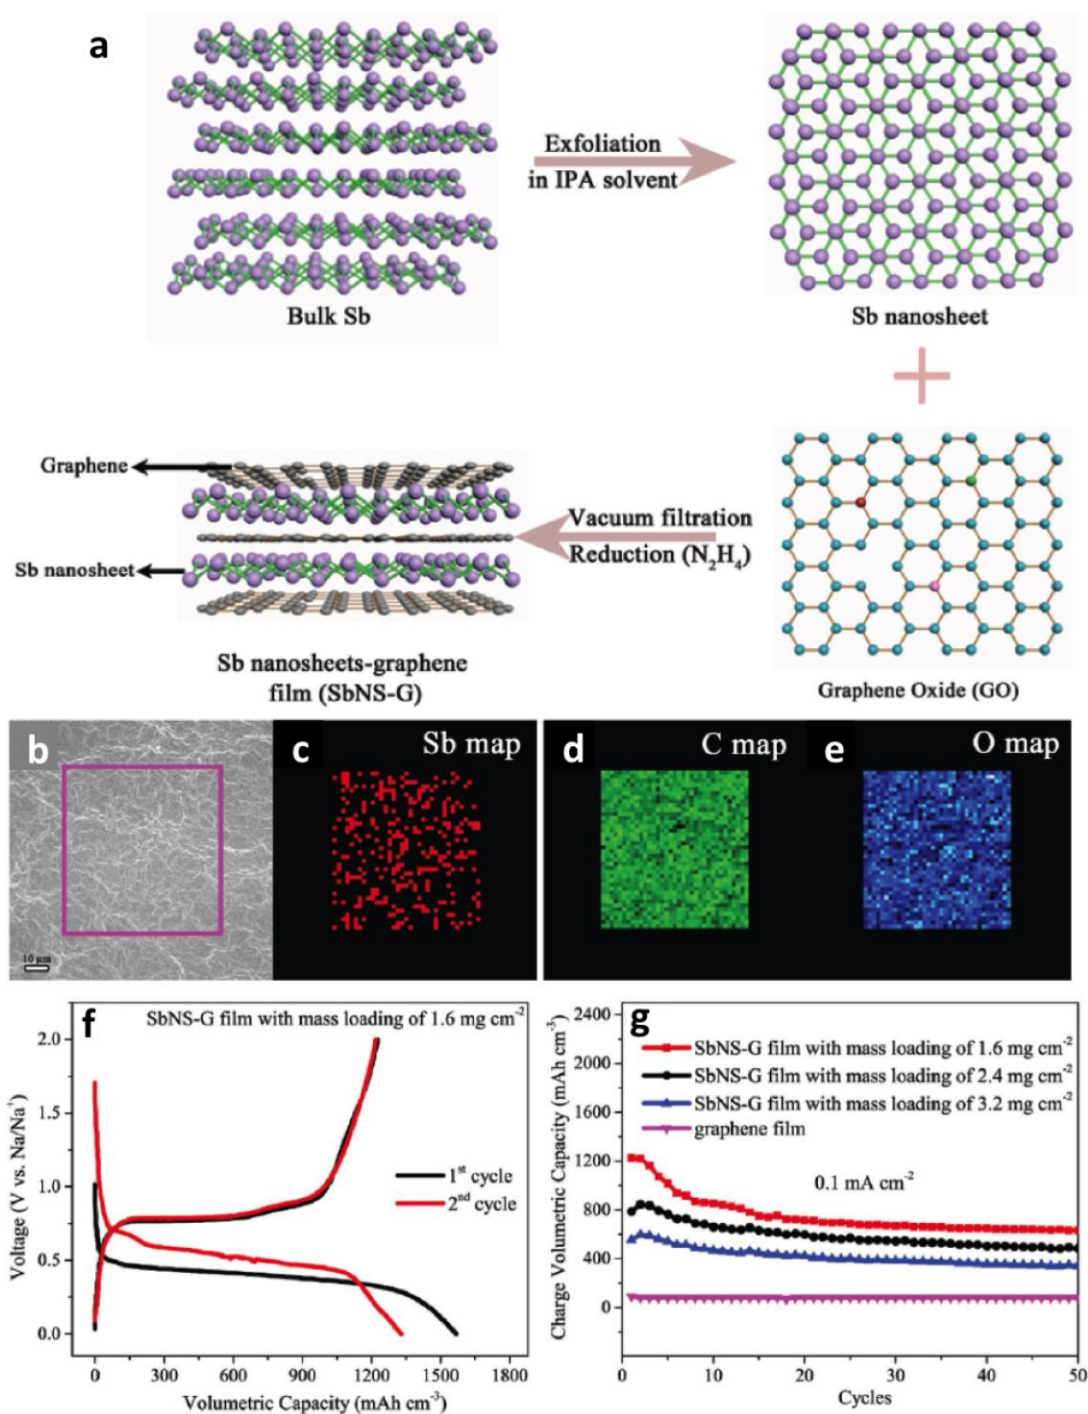 a
Bulk Sb
Exfoliation
in IPA solvent
Sb nanosheet
Graphene
Sb nanosheet
Sb nanosheets-graphene
film (SbNS-G)
Vacuum filtration
Reduction (N₂H₄)
Graphene Oxide (GO)
b
10 μm
c
Sb map
d
C map
e
O map
f
SbNS-G film with mass loading of 1.6 mg cm⁻²
1ˢᵗ cycle
2ⁿᵈ cycle
Voltage (V vs. Na/Na⁺)
2.0
1.5
1.0
0.5
0.0
0 300 600 900 1200 1500 1800
Volumetric Capacity (mAh cm⁻³)
g
SbNS-G film with mass loading of 1.6 mg cm⁻²
SbNS-G film with mass loading of 2.4 mg cm⁻²
SbNS-G film with mass loading of 3.2 mg cm⁻²
graphene film
0.1 mA cm⁻²
Charge Volumetric Capacity (mAh cm⁻³)
2400
2000
1600
1200
800
400
0
0 10 20 30 40 50
Cycles